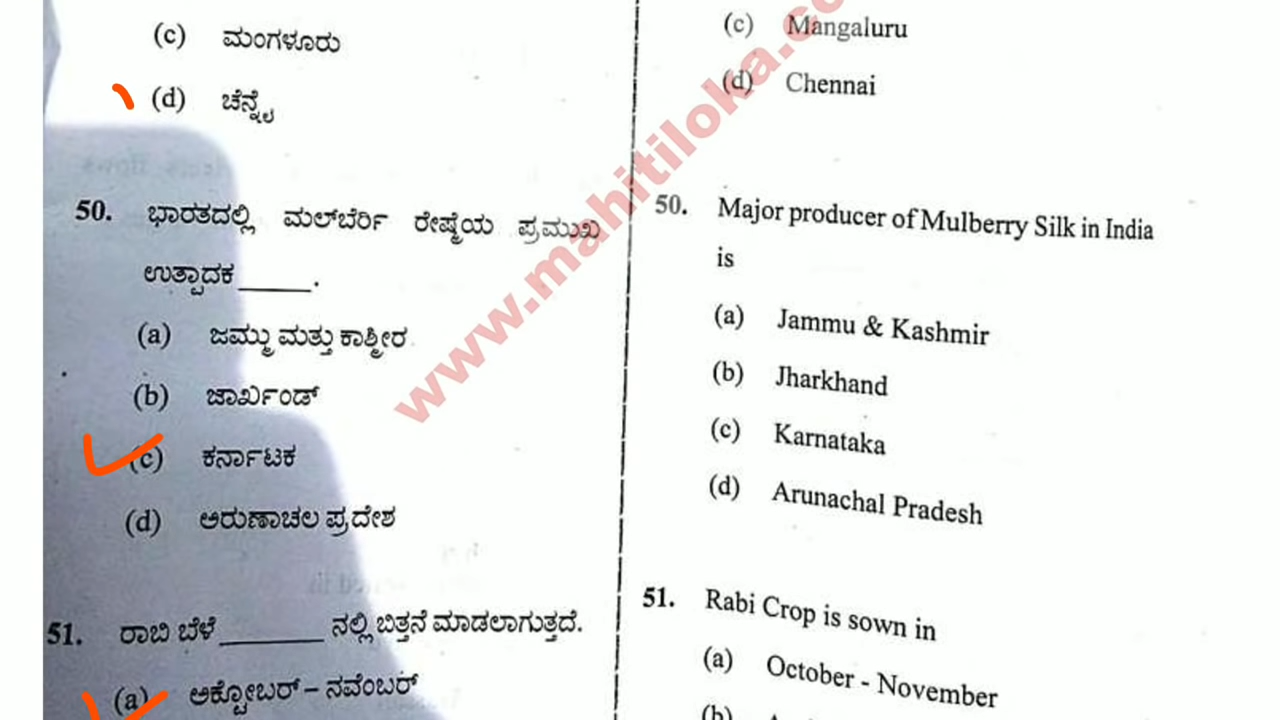 (c) ಮಂಗಳೂರು
(d) ಚೆನ್ನೈ
50. ಭಾರತದಲ್ಲಿ ಮಲ್‌ಬೆರ್ರಿ ರೇಷ್ಮೆಯ ಪ್ರಮುಖ
ಉತ್ಪಾದಕ _____.
(a) ಜಮ್ಮು ಮತ್ತು ಕಾಶ್ಮೀರ
(b) ಜಾರ್ಖಂಡ್
(c) ಕರ್ನಾಟಕ
(d) ಅರುಣಾಚಲ ಪ್ರದೇಶ
51. ರಾಬಿ ಬೆಳೆ _______ ನಲ್ಲಿ ಬಿತ್ತನೆ ಮಾಡಲಾಗುತ್ತದೆ.
(a) ಅಕ್ಟೋಬರ್ – ನವೆಂಬರ್
(c) Mangaluru
(d) Chennai
50. Major producer of Mulberry Silk in India
is
(a) Jammu & Kashmir
(b) Jharkhand
(c) Karnataka
(d) Arunachal Pradesh
51. Rabi Crop is sown in
(a) October - November
(b)
www.mahitiloka.co